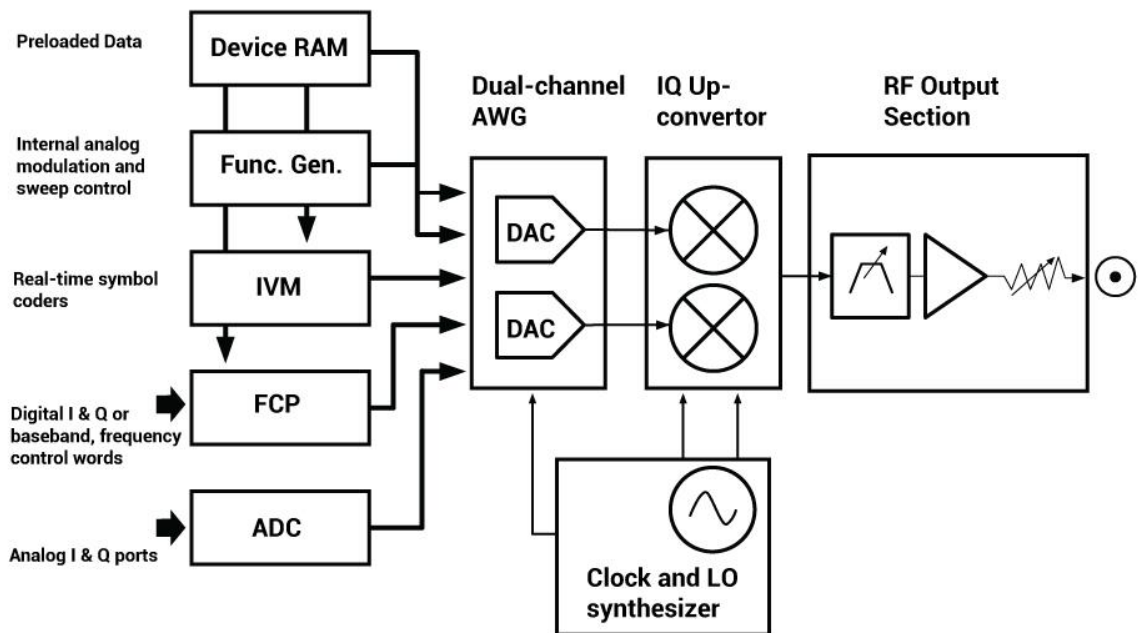 Preloaded Data
Device RAM
Internal analog
modulation and
sweep control
Func. Gen.
Real-time symbol
coders
IVM
Digital I & Q or
baseband, frequency
control words
FCP
Analog I & Q ports
ADC
Dual-channel
AWG
DAC
DAC
IQ Up-
convertor
RF Output
Section
Clock and LO
synthesizer